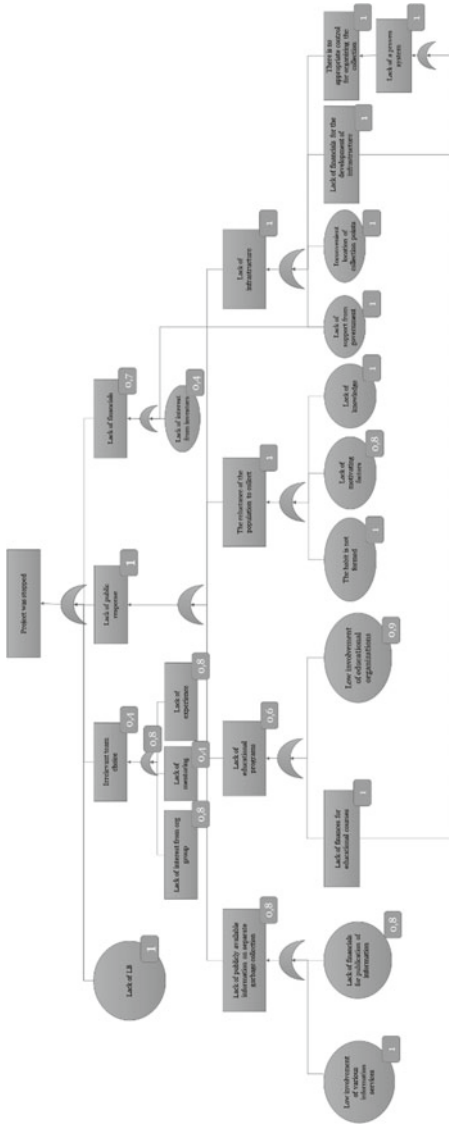 Project was stopped
Lack of LB
1
Irrelevant team
choice
0,4
Lack of public
response
1
Lack of financials
0,7
0,8
Lack of interest from org
group
0,8
Lack of
mentoring
0,4
Lack of
experience
0,8
Lack of interest
from investors
0,4
Lack of publicly available
information on separate
garbage collection
0,8
Lack of
educational
programs
0,6
The reluctance of the
population to collect
1
Lack of
infrastructure
1
Low involvement
of various
information
services
1
Lack of financials
for publication of
information
0,8
Lack of finances for
educational courses
1
Low involvement
of educational
organizations
0,9
The habit is not
formed
1
Lack of
motivating
factors
0,8
Lack of
knowledge
1
Lack of
support from
government
1
Inconvenient
location of
collection points
1
Lack of financials for the
development of
infrastructure
1
There is no
appropriate control
for organizing the
collection
1
Lack of a process
system
1